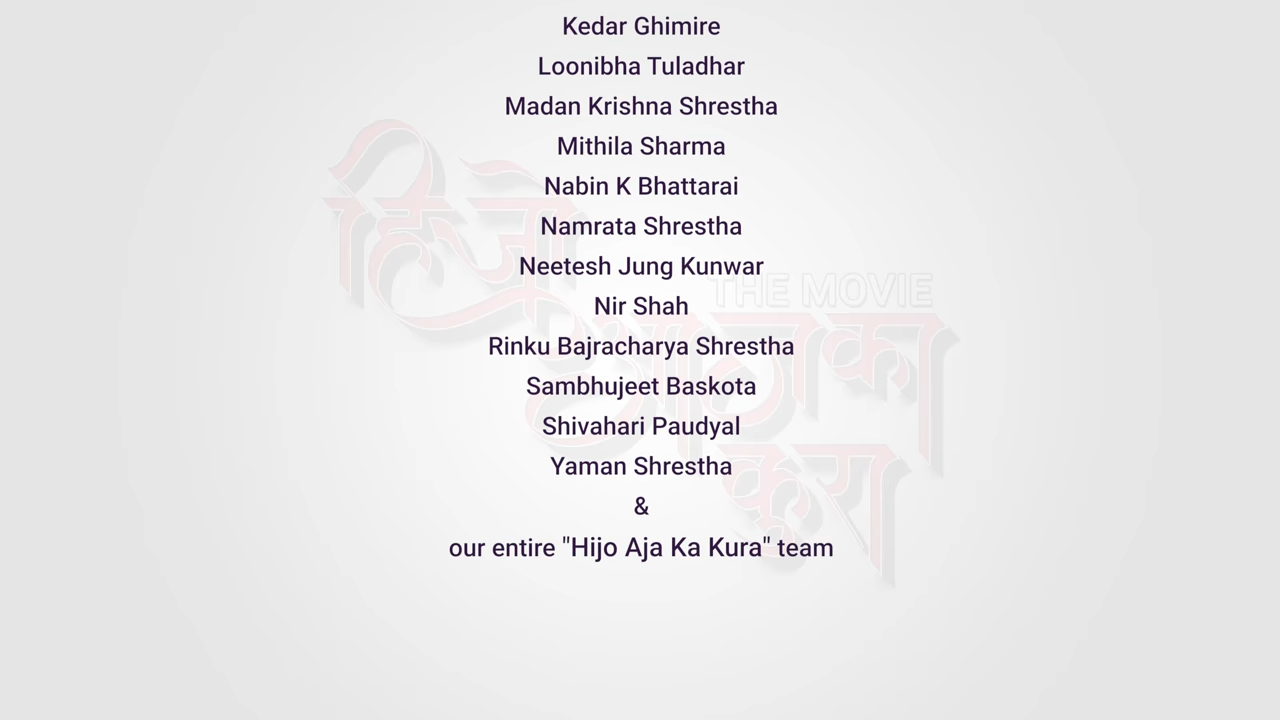 Kedar Ghimire
Loonibha Tuladhar
Madan Krishna Shrestha
Mithila Sharma
Nabin K Bhattarai
Namrata Shrestha
Neetesh Jung Kunwar
THE MOVIE
Nir Shah
Rinku Bajracharya Shrestha
Sambhujeet Baskota
Shivahari Paudyal
Yaman Shrestha
&
our entire "Hijo Aja Ka Kura" team
हिजो
आजका
कुरा